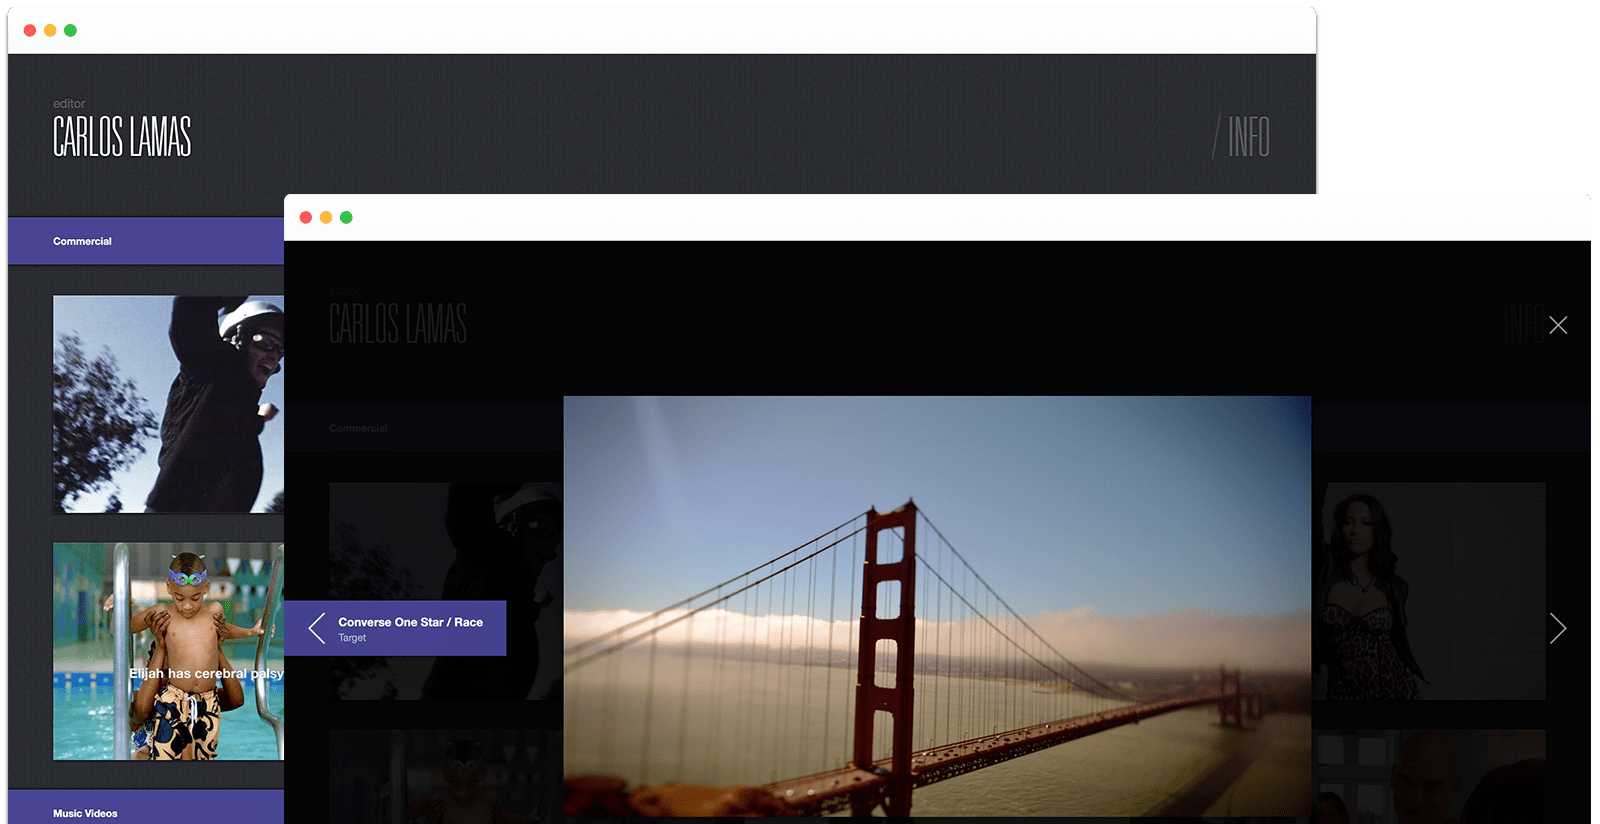 editor
CARLOS LAMAS
/ INFO
Commercial
Elijah has cerebral palsy
Music Videos
editor
CARLOS LAMAS
/ INFO
Commercial
Converse One Star / Race
Target